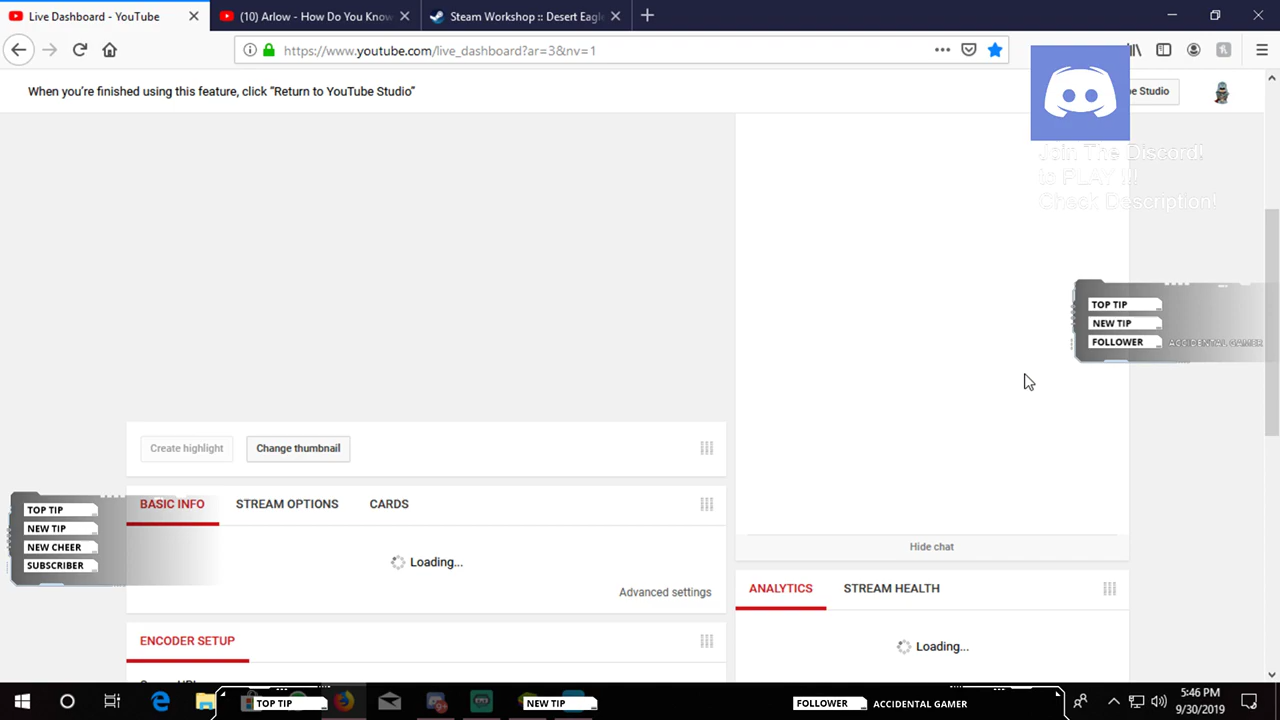 Live Dashboard - YouTube
(10) Arlow - How Do You Know
Steam Workshop :: Desert Eagle
https://www.youtube.com/live_dashboard?ar=3&nv=1
When you're finished using this feature, click "Return to YouTube Studio"
be Studio
Join The Discord!
to PLAY !!!
Check Description!
TOP TIP
NEW TIP
FOLLOWER ACCIDENTAL GAMER
Create highlight
Change thumbnail
BASIC INFO
STREAM OPTIONS
CARDS
TOP TIP
NEW TIP
NEW CHEER
SUBSCRIBER
Loading...
Advanced settings
Hide chat
ANALYTICS
STREAM HEALTH
Loading...
ENCODER SETUP
TOP TIP
NEW TIP
FOLLOWER
ACCIDENTAL GAMER
5:46 PM
9/30/2019